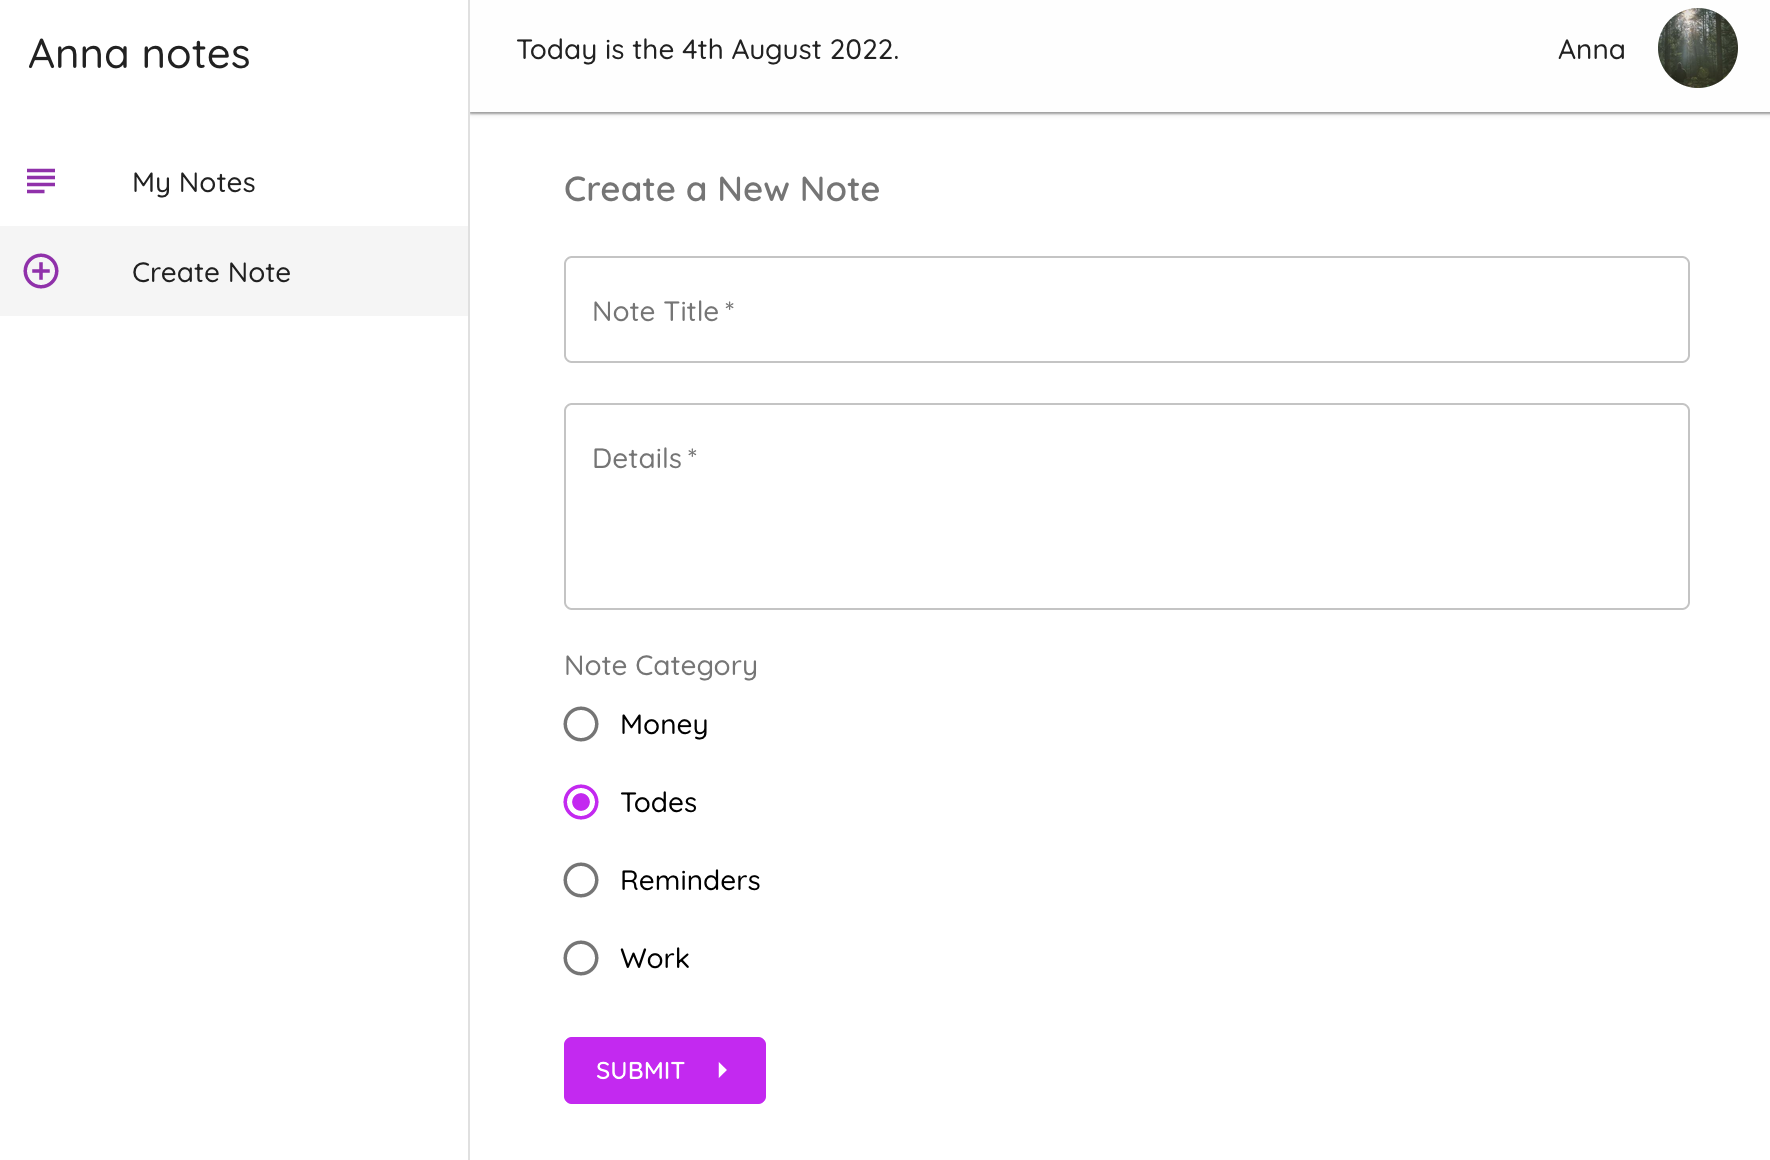 Anna notes
My Notes
Create Note
Today is the 4th August 2022.
Anna
Create a New Note
Note Title *
Details *
Note Category
Money
Todes
Reminders
Work
SUBMIT